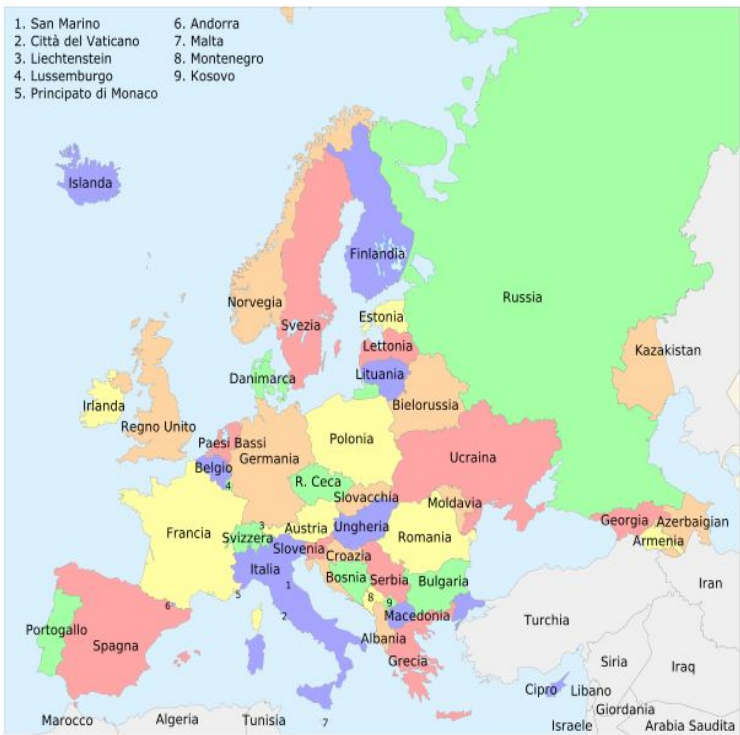 1. San Marino
2. Città del Vaticano
3. Liechtenstein
4. Lussemburgo
5. Principato di Monaco
6. Andorra
7. Malta
8. Montenegro
9. Kosovo
Islanda
Finlandia
Norvegia
Svezia
Russia
Estonia
Lettonia
Lituania
Kazakistan
Danimarca
Bielorussia
Irlanda
Regno Unito
Paesi Bassi
Germania
Polonia
Belgio
4
Ucraina
R. Ceca
Slovacchia
Moldavia
Francia
3
Svizzera
Austria
Ungheria
Romania
Georgia
Azerbaigian
Armenia
Slovenia
Croazia
Italia
1
Bosnia
Serbia
Bulgaria
5
8
9
6
2
Macedonia
Portogallo
Spagna
Albania
Grecia
Turchia
Iran
Siria
Iraq
Cipro
Libano
Giordania
Israele
Arabia Saudita
Marocco
Algeria
Tunisia
7